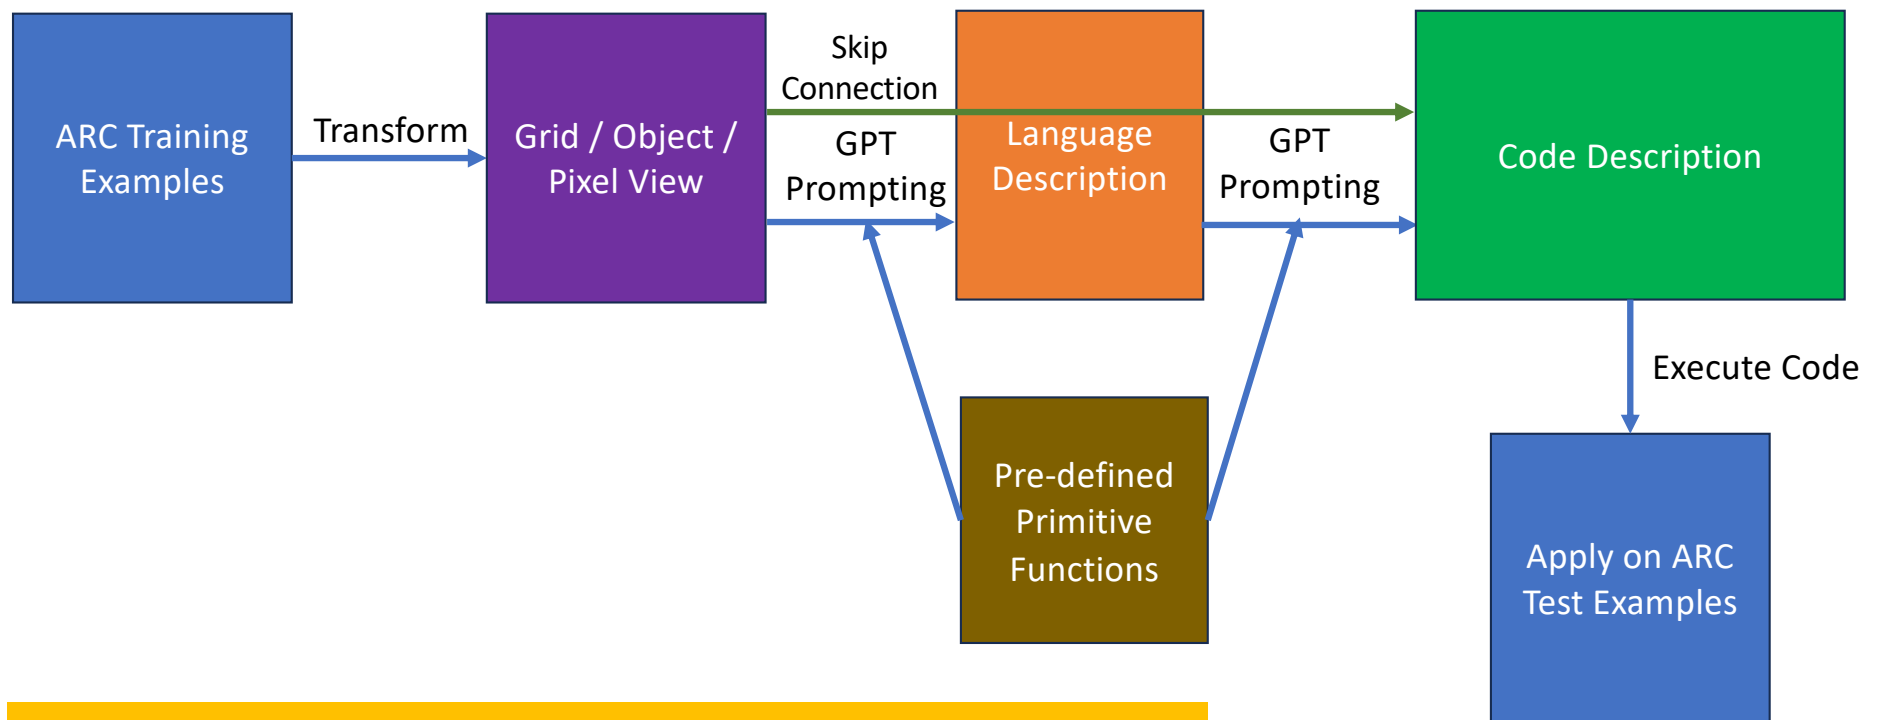 ARC Training
Examples
Transform
Grid / Object /
Pixel View
Skip
Connection
GPT
Prompting
Language
Description
GPT
Prompting
Code Description
Execute Code
Pre-defined
Primitive
Functions
Apply on ARC
Test Examples